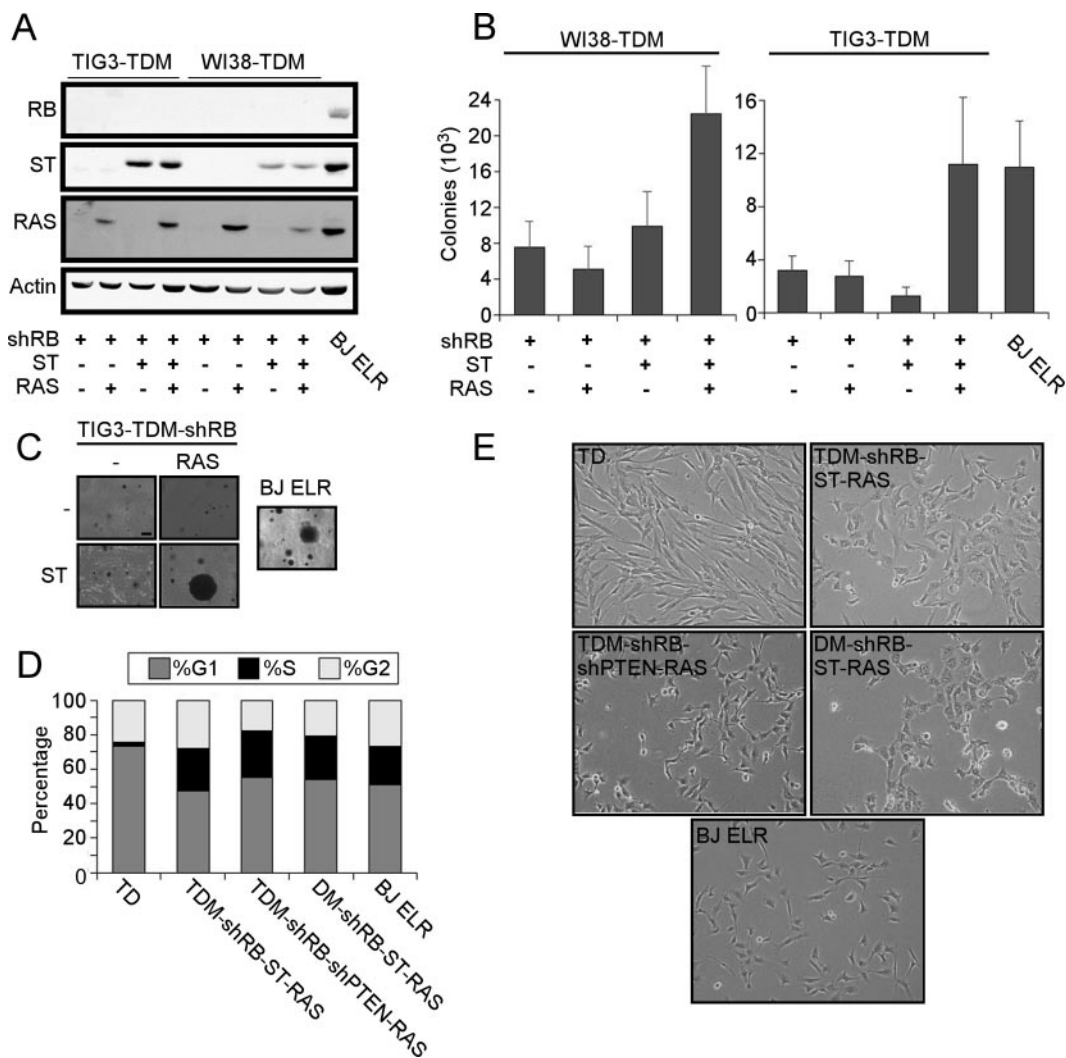 A
TIG3-TDM WI38-TDM
RB
ST
RAS
Actin
shRB + + + + + + + +
ST - - + + - - + +
RAS - + - + - + - +
BJ ELR
B
WI38-TDM TIG3-TDM
Colonies (10³)
24
20
16
12
8
4
0
16
12
8
4
0
shRB + + + + + + + +
ST - - + + - - + +
RAS - + - + - + - +
BJ ELR
C
TIG3-TDM-shRB
- RAS
-
ST
BJ ELR
D
%G1 %S %G2
Percentage
100
80
60
40
20
0
TD
TDM-shRB-ST-RAS
TDM-shRB-shPTEN-RAS
DM-shRB-ST-RAS
BJ ELR
E
TD
TDM-shRB-
ST-RAS
TDM-shRB-
shPTEN-RAS
DM-shRB-
ST-RAS
BJ ELR